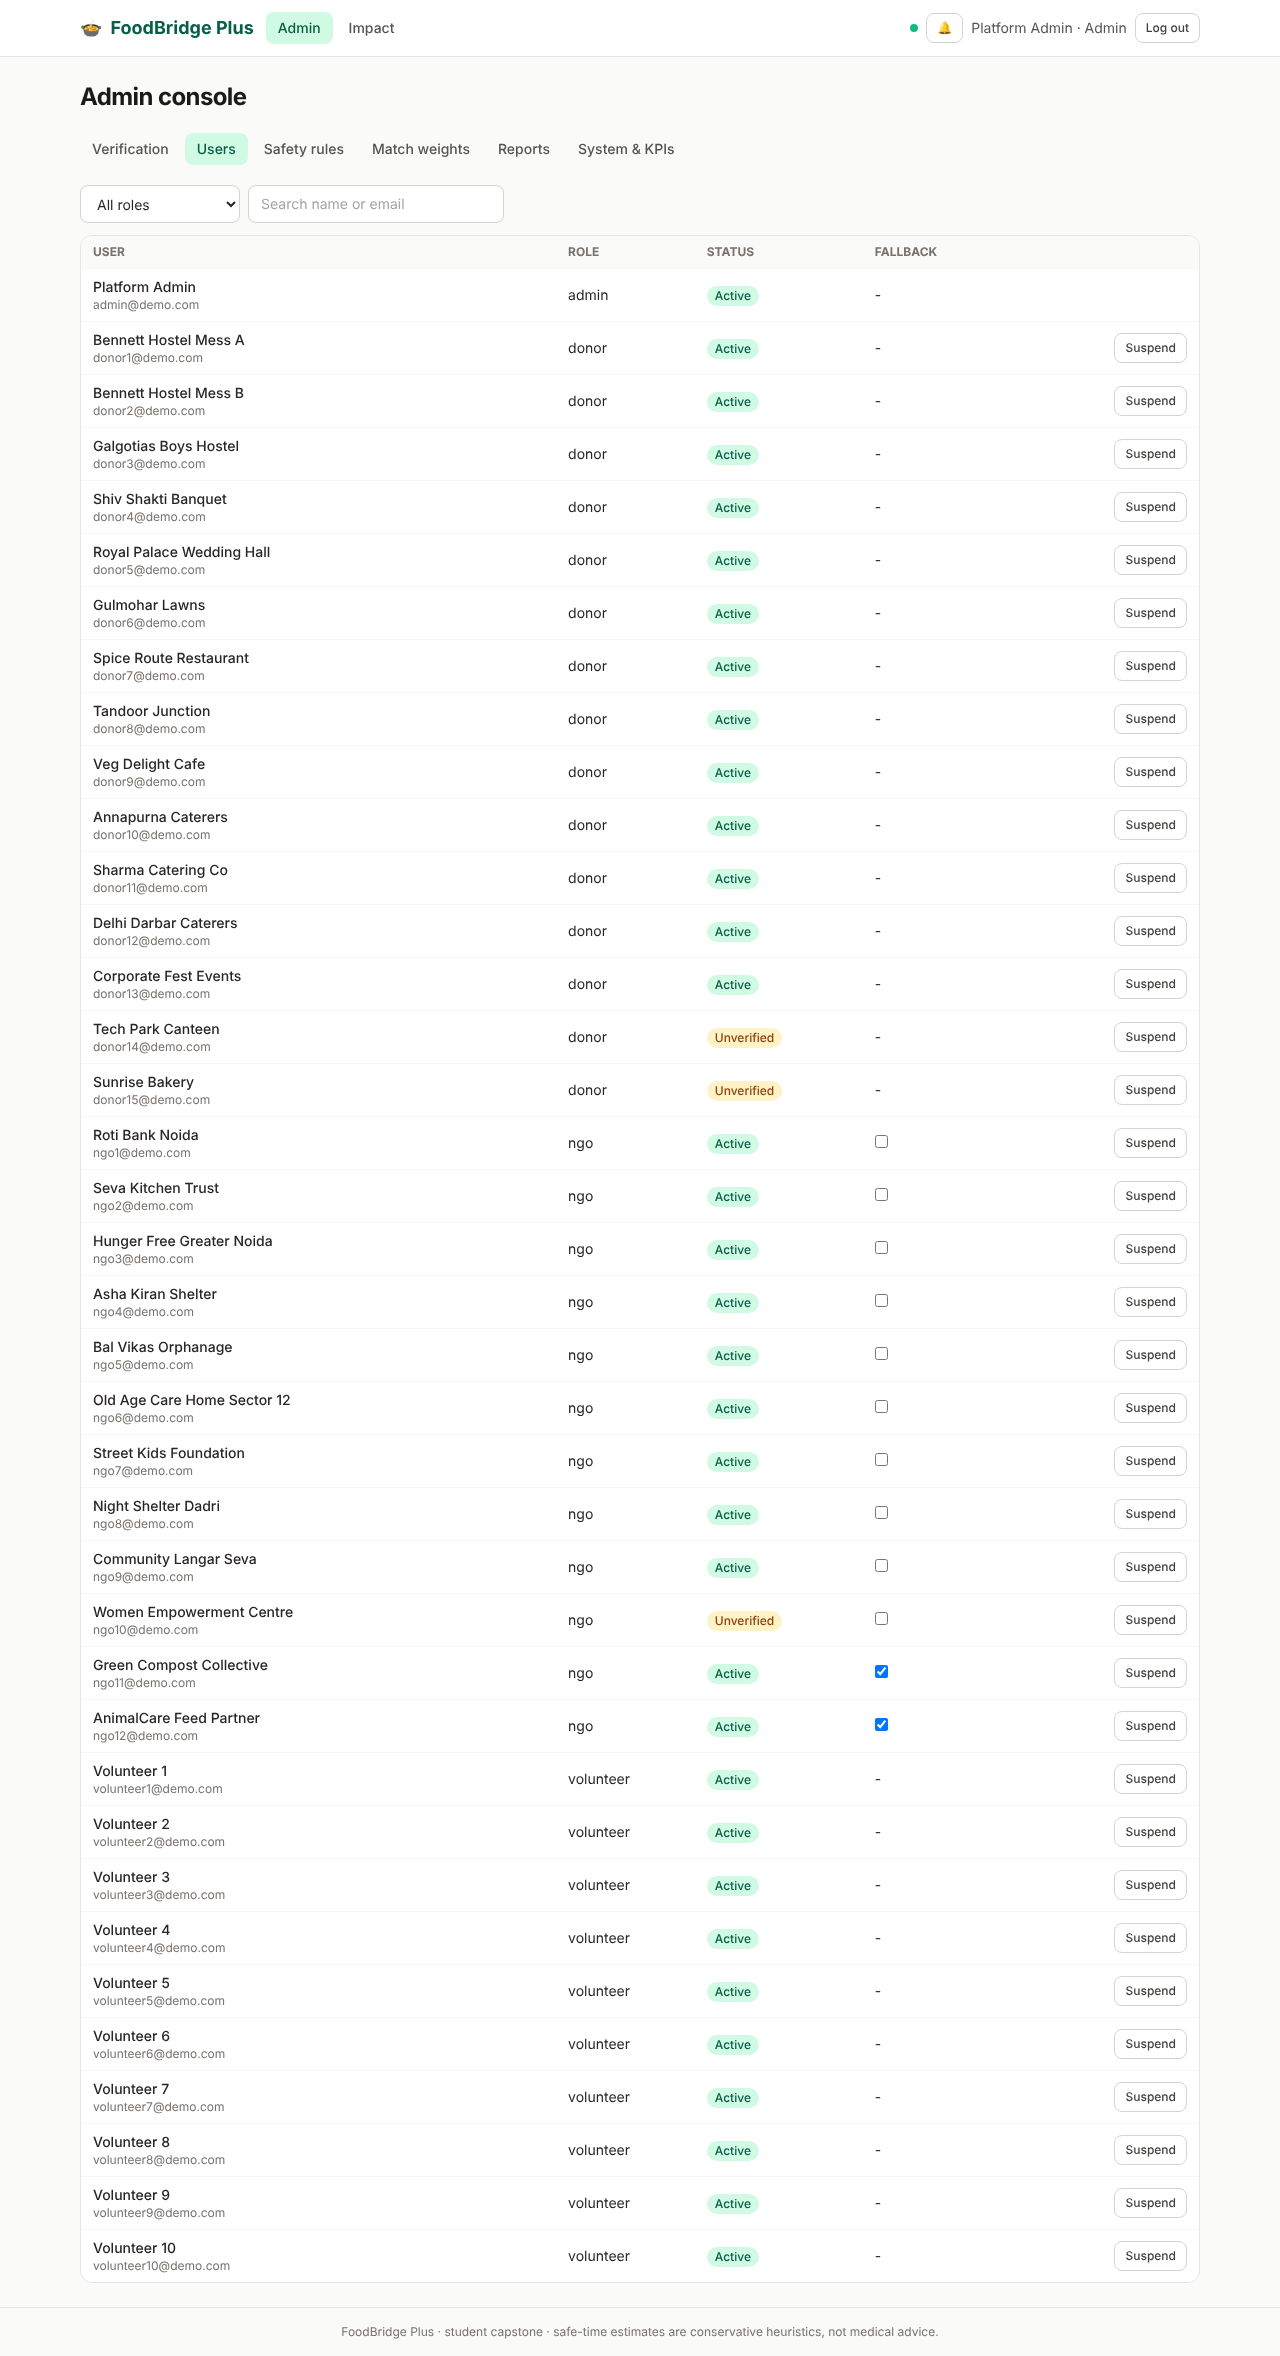 FoodBridge Plus Admin Impact Platform Admin · Admin Log out
Admin console
Verification Users Safety rules Match weights Reports System & KPIs
All roles Search name or email
USER ROLE STATUS FALLBACK
Platform Admin
admin@demo.com
admin Active -
Bennett Hostel Mess A
donor1@demo.com
donor Active - Suspend
Bennett Hostel Mess B
donor2@demo.com
donor Active - Suspend
Galgotias Boys Hostel
donor3@demo.com
donor Active - Suspend
Shiv Shakti Banquet
donor4@demo.com
donor Active - Suspend
Royal Palace Wedding Hall
donor5@demo.com
donor Active - Suspend
Gulmohar Lawns
donor6@demo.com
donor Active - Suspend
Spice Route Restaurant
donor7@demo.com
donor Active - Suspend
Tandoor Junction
donor8@demo.com
donor Active - Suspend
Veg Delight Cafe
donor9@demo.com
donor Active - Suspend
Annapurna Caterers
donor10@demo.com
donor Active - Suspend
Sharma Catering Co
donor11@demo.com
donor Active - Suspend
Delhi Darbar Caterers
donor12@demo.com
donor Active - Suspend
Corporate Fest Events
donor13@demo.com
donor Active - Suspend
Tech Park Canteen
donor14@demo.com
donor Unverified - Suspend
Sunrise Bakery
donor15@demo.com
donor Unverified - Suspend
Roti Bank Noida
ngo1@demo.com
ngo Active Suspend
Seva Kitchen Trust
ngo2@demo.com
ngo Active Suspend
Hunger Free Greater Noida
ngo3@demo.com
ngo Active Suspend
Asha Kiran Shelter
ngo4@demo.com
ngo Active Suspend
Bal Vikas Orphanage
ngo5@demo.com
ngo Active Suspend
Old Age Care Home Sector 12
ngo6@demo.com
ngo Active Suspend
Street Kids Foundation
ngo7@demo.com
ngo Active Suspend
Night Shelter Dadri
ngo8@demo.com
ngo Active Suspend
Community Langar Seva
ngo9@demo.com
ngo Active Suspend
Women Empowerment Centre
ngo10@demo.com
ngo Unverified Suspend
Green Compost Collective
ngo11@demo.com
ngo Active Suspend
AnimalCare Feed Partner
ngo12@demo.com
ngo Active Suspend
Volunteer 1
volunteer1@demo.com
volunteer Active - Suspend
Volunteer 2
volunteer2@demo.com
volunteer Active - Suspend
Volunteer 3
volunteer3@demo.com
volunteer Active - Suspend
Volunteer 4
volunteer4@demo.com
volunteer Active - Suspend
Volunteer 5
volunteer5@demo.com
volunteer Active - Suspend
Volunteer 6
volunteer6@demo.com
volunteer Active - Suspend
Volunteer 7
volunteer7@demo.com
volunteer Active - Suspend
Volunteer 8
volunteer8@demo.com
volunteer Active - Suspend
Volunteer 9
volunteer9@demo.com
volunteer Active - Suspend
Volunteer 10
volunteer10@demo.com
volunteer Active - Suspend
FoodBridge Plus · student capstone · safe-time estimates are conservative heuristics, not medical advice.